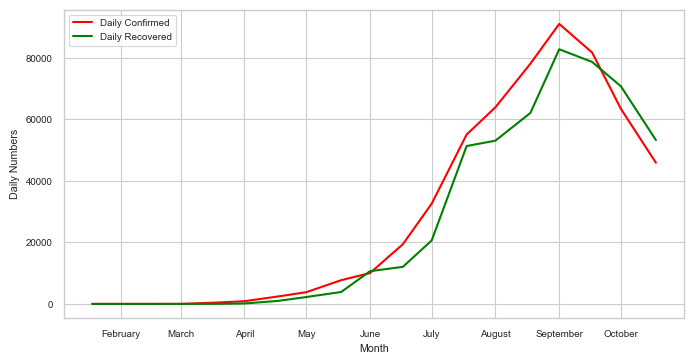 Daily Confirmed
Daily Recovered
Daily Numbers
80000
60000
40000
20000
0
February March April May June July August September October
Month